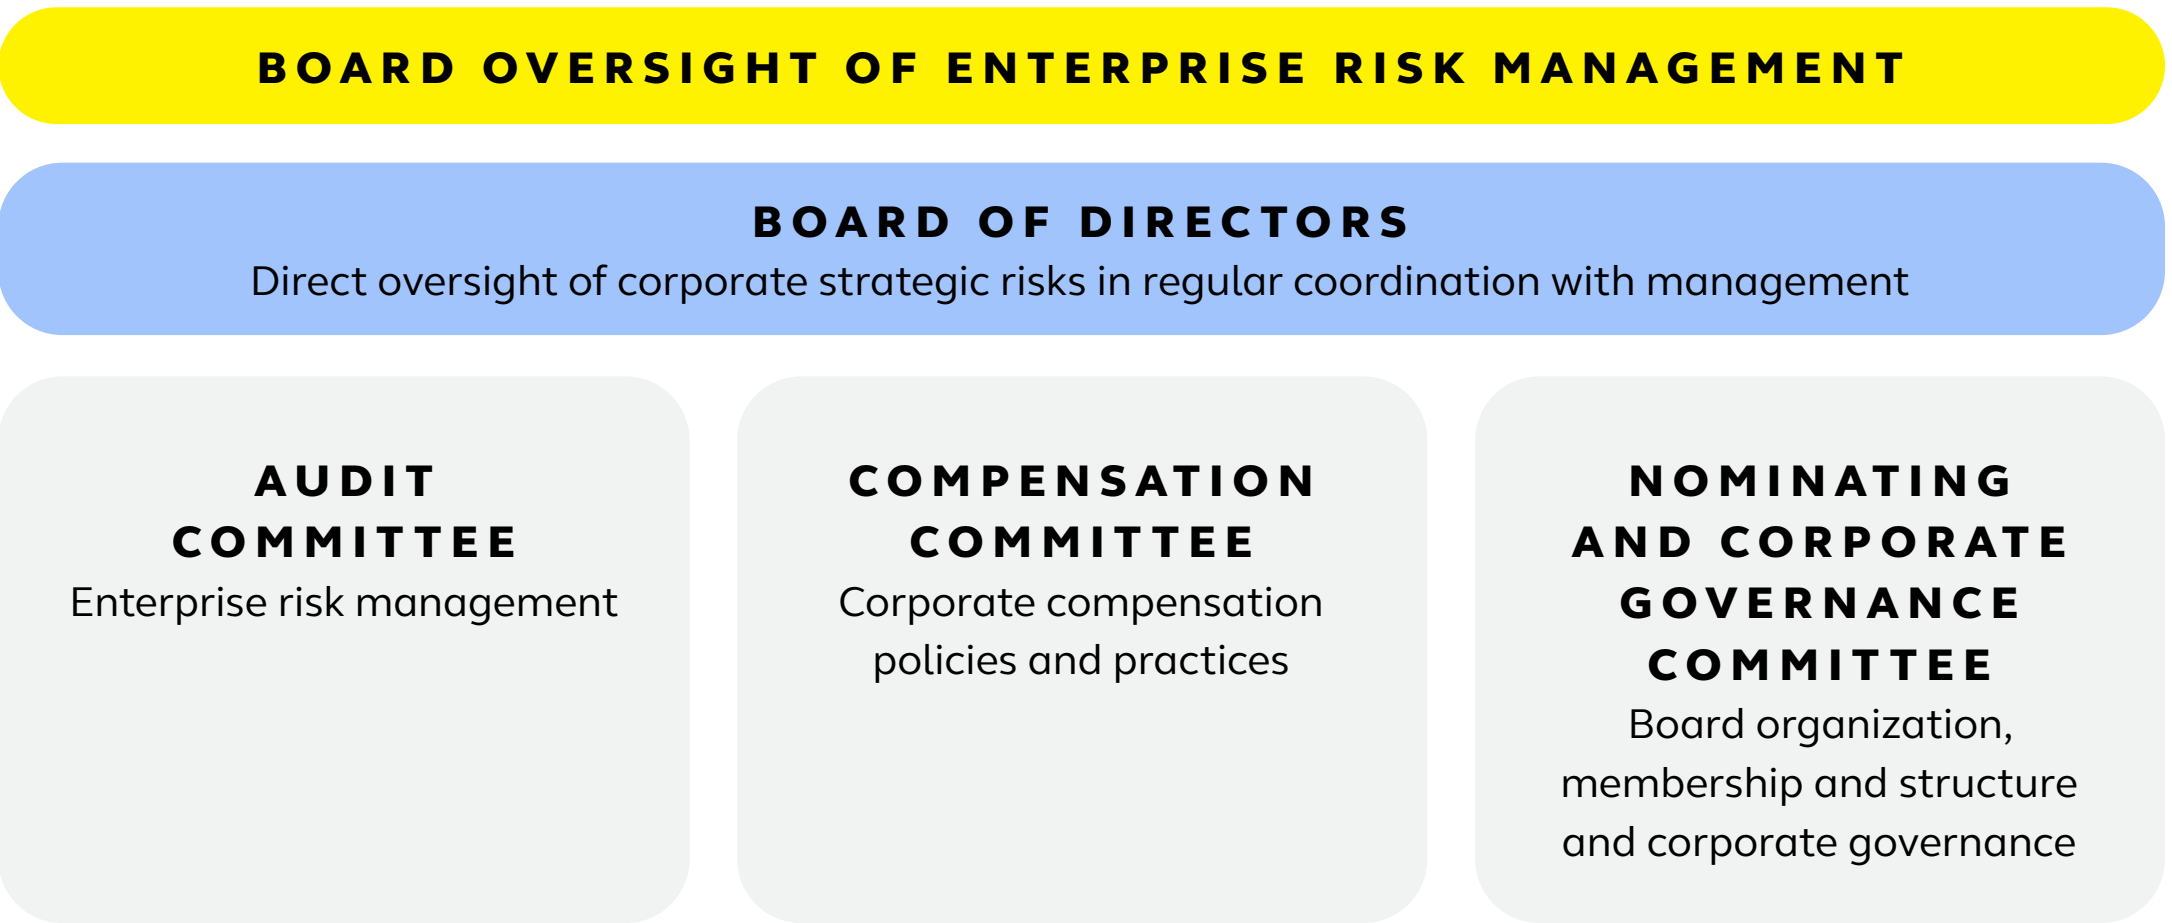 BOARD OVERSIGHT OF ENTERPRISE RISK MANAGEMENT
BOARD OF DIRECTORS
Direct oversight of corporate strategic risks in regular coordination with management
AUDIT
COMMITTEE
Enterprise risk management
COMPENSATION
COMMITTEE
Corporate compensation
policies and practices
NOMINATING
AND CORPORATE
GOVERNANCE
COMMITTEE
Board organization,
membership and structure
and corporate governance